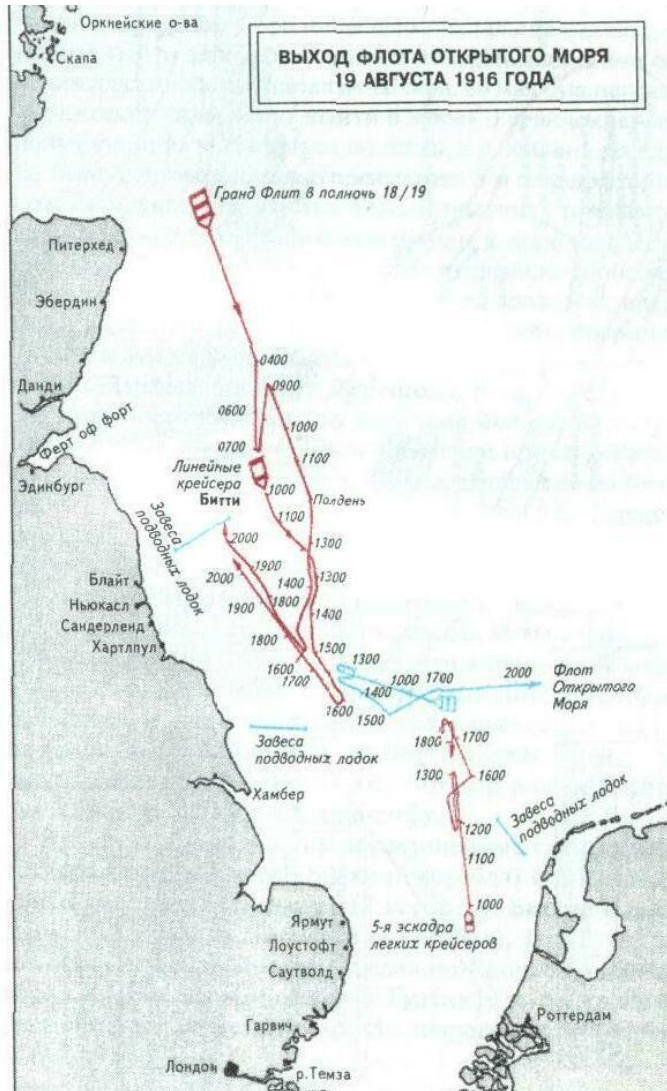 Оркнейские о-ва
Скапа
ВЫХОД ФЛОТА ОТКРЫТОГО МОРЯ
19 АВГУСТА 1916 ГОДА
Гранд Флит в полночь 18/19
Питерхед
Эбердин
Данди
Ферт оф форт
Эдинбург
0400
0900
0600
1000
0700
1100
Линейные
крейсера
Битти
1000
Полдень
1100
Завеса
подводных лодок
2000
1300
1900
2000
1400
1300
Блайт
1900
1800
1400
Ньюкасл
Сандерленд
Хартлпул
1800
1500
1600
1700
1300
1000
1700
2000
Флот
Открытого
Моря
1400
1600
1500
Завеса
подводных лодок
1800
1700
1300
1600
Хамбер
Завеса
подводных лодок
1200
1100
1000
5-я эскадра
легких крейсеров
Ярмут
Лоустофт
Саутволд
Гарвич
Роттердам
Лондон
р.Темза